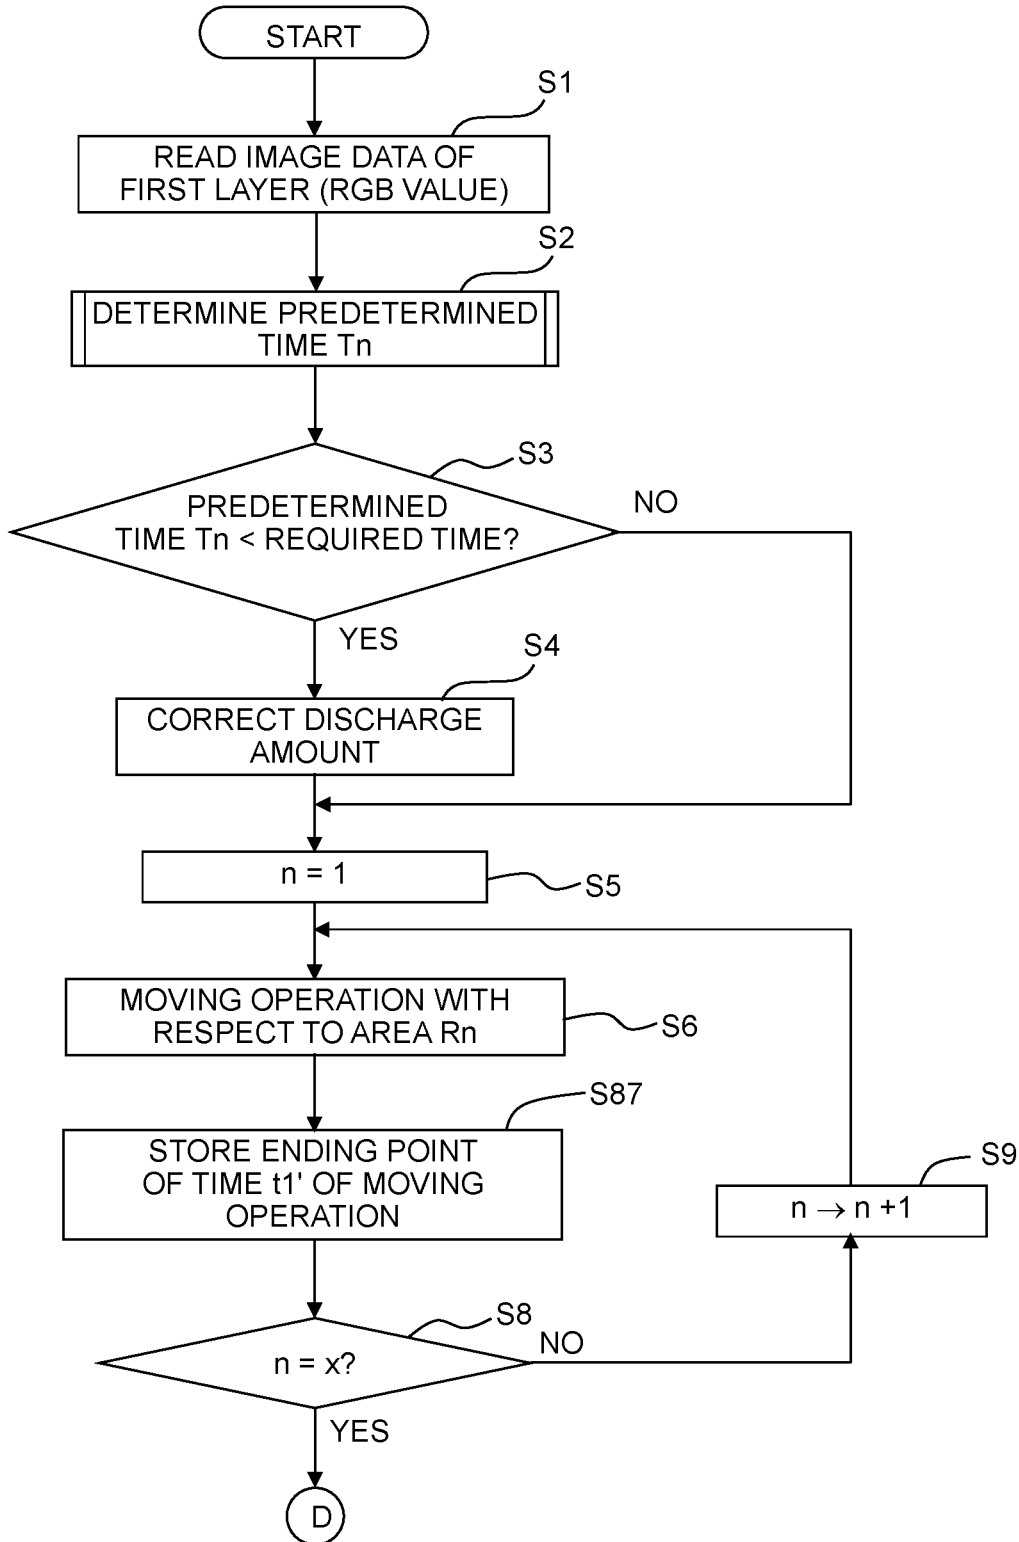 START
S1
READ IMAGE DATA OF
FIRST LAYER (RGB VALUE)
S2
DETERMINE PREDETERMINED
TIME Tn
S3
PREDETERMINED
TIME Tn < REQUIRED TIME?
NO
YES
S4
CORRECT DISCHARGE
AMOUNT
n = 1
S5
MOVING OPERATION WITH
RESPECT TO AREA Rn
S6
S87
STORE ENDING POINT
OF TIME t1' OF MOVING
OPERATION
S9
n → n +1
S8
n = x?
NO
YES
D